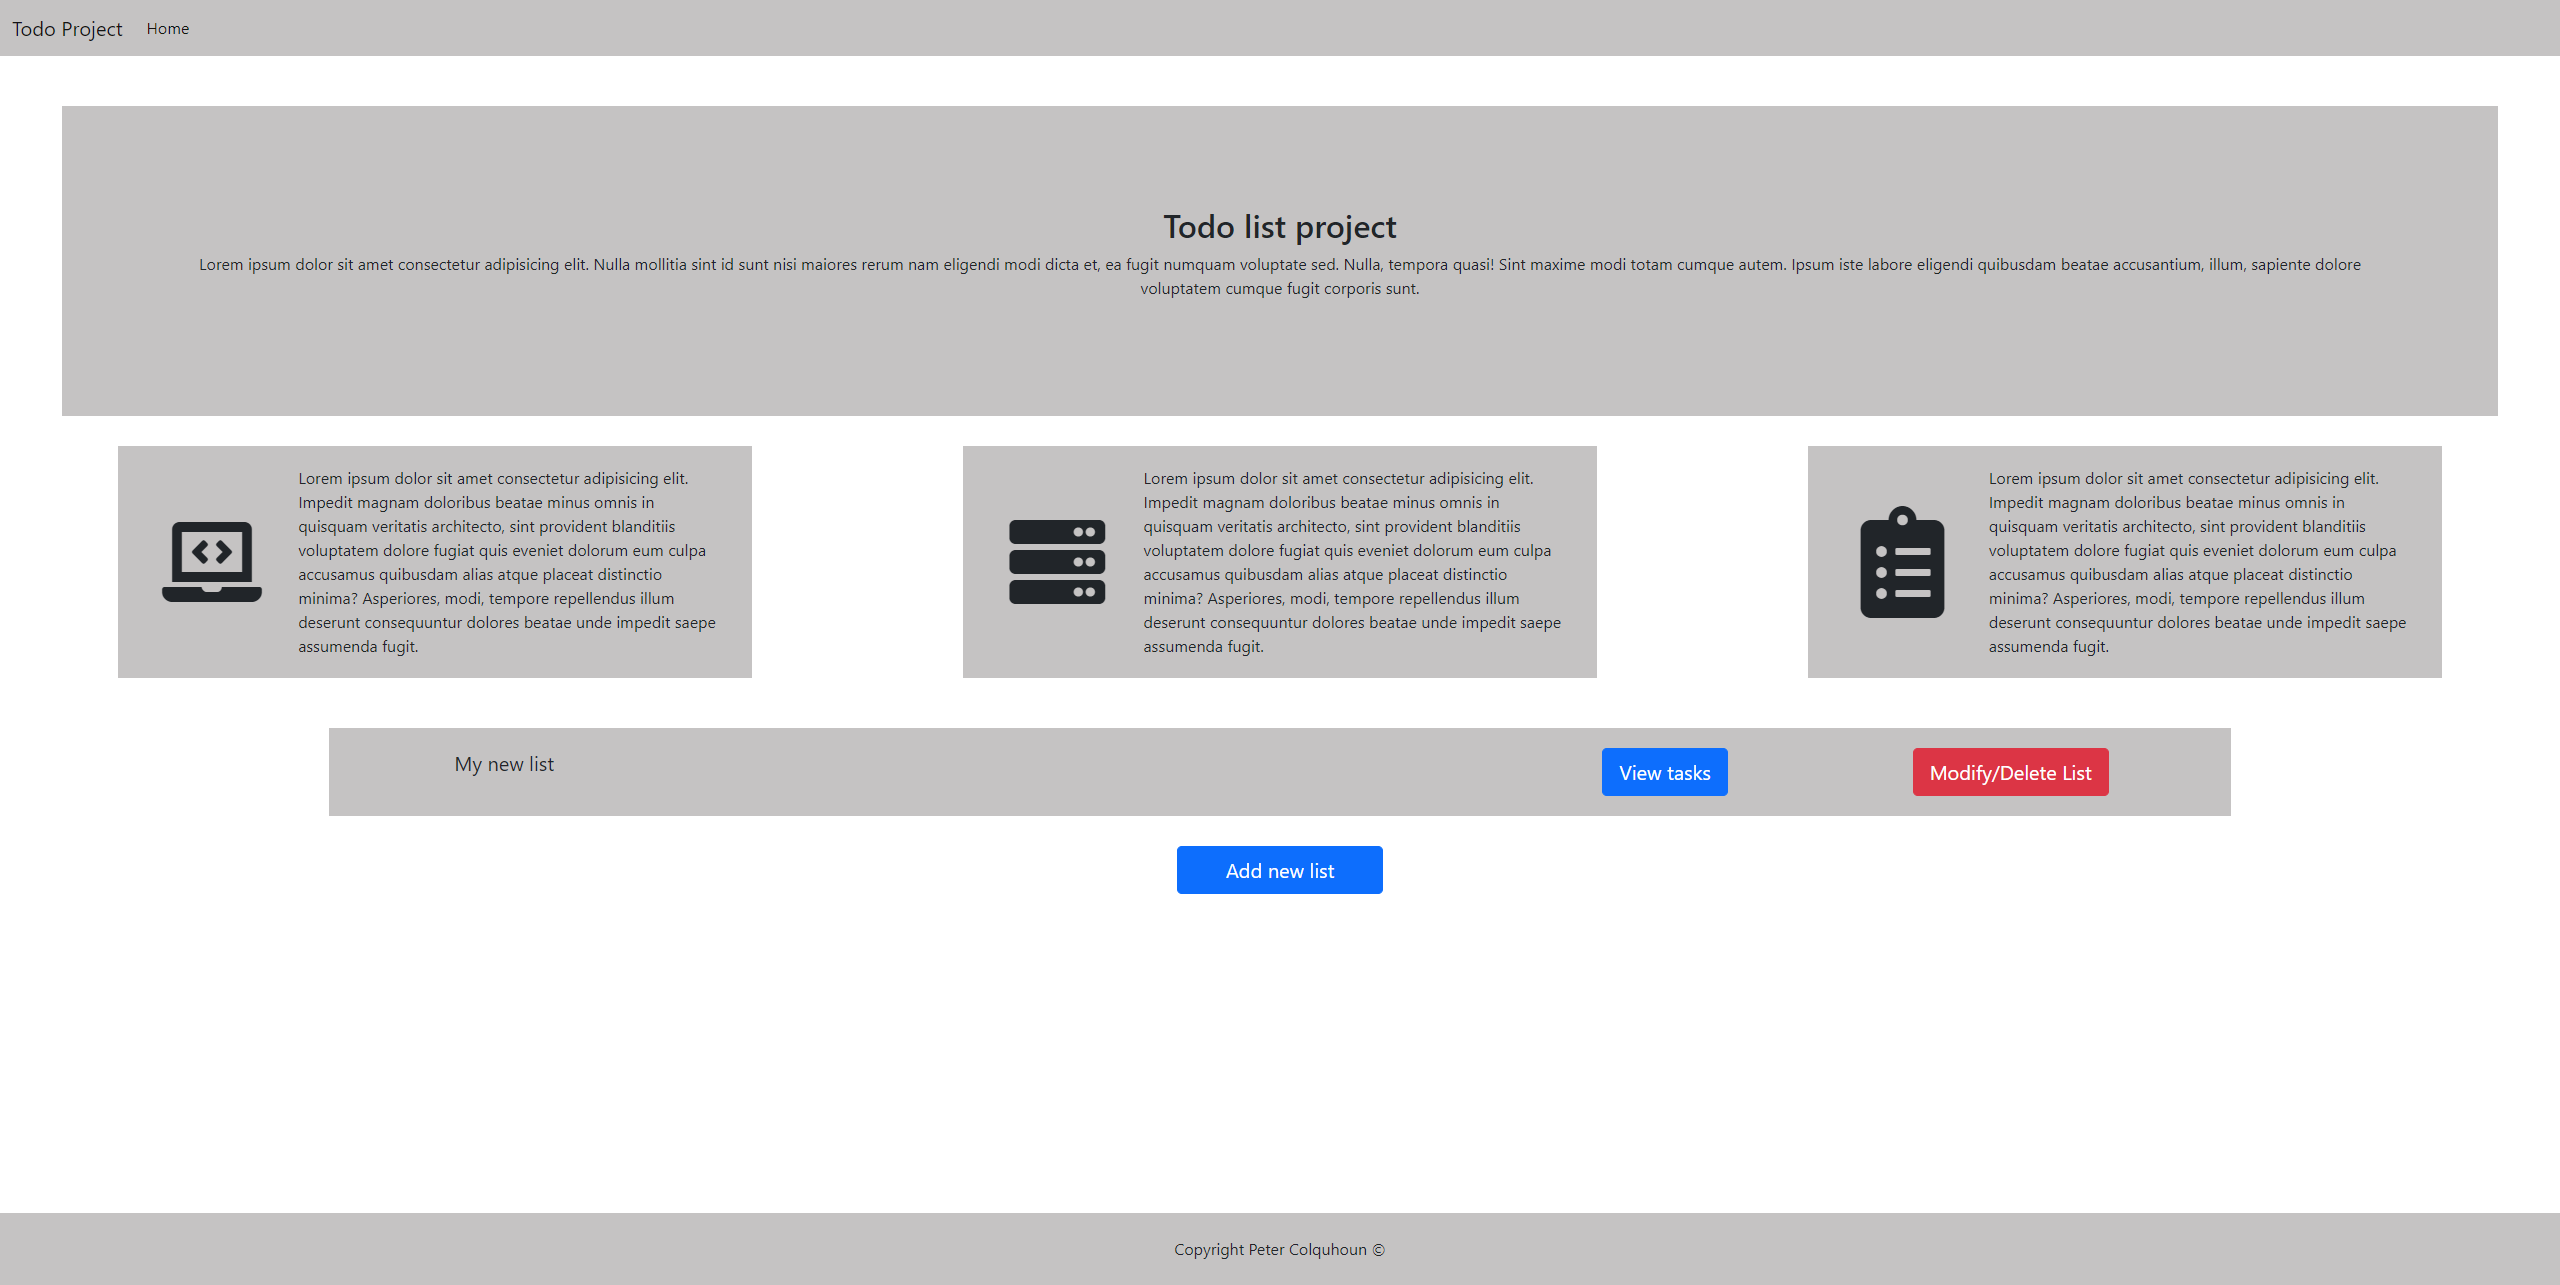 Todo Project Home
Todo list project
Lorem ipsum dolor sit amet consectetur adipisicing elit. Nulla mollitia sint id sunt nisi maiores rerum nam eligendi modi dicta et, ea fugit numquam voluptate sed. Nulla, tempora quasi! Sint maxime modi totam cumque autem. Ipsum iste labore eligendi quibusdam beatae accusantium, illum, sapiente dolore
voluptatem cumque fugit corporis sunt.
Lorem ipsum dolor sit amet consectetur adipisicing elit.
Impedit magnam doloribus beatae minus omnis in
quisquam veritatis architecto, sint provident blanditiis
voluptatem dolore fugiat quis eveniet dolorum eum culpa
accusamus quibusdam alias atque placeat distinctio
minima? Asperiores, modi, tempore repellendus illum
deserunt consequuntur dolores beatae unde impedit saepe
assumenda fugit.
Lorem ipsum dolor sit amet consectetur adipisicing elit.
Impedit magnam doloribus beatae minus omnis in
quisquam veritatis architecto, sint provident blanditiis
voluptatem dolore fugiat quis eveniet dolorum eum culpa
accusamus quibusdam alias atque placeat distinctio
minima? Asperiores, modi, tempore repellendus illum
deserunt consequuntur dolores beatae unde impedit saepe
assumenda fugit.
Lorem ipsum dolor sit amet consectetur adipisicing elit.
Impedit magnam doloribus beatae minus omnis in
quisquam veritatis architecto, sint provident blanditiis
voluptatem dolore fugiat quis eveniet dolorum eum culpa
accusamus quibusdam alias atque placeat distinctio
minima? Asperiores, modi, tempore repellendus illum
deserunt consequuntur dolores beatae unde impedit saepe
assumenda fugit.
My new list View tasks Modify/Delete List
Add new list
Copyright Peter Colquhoun ©